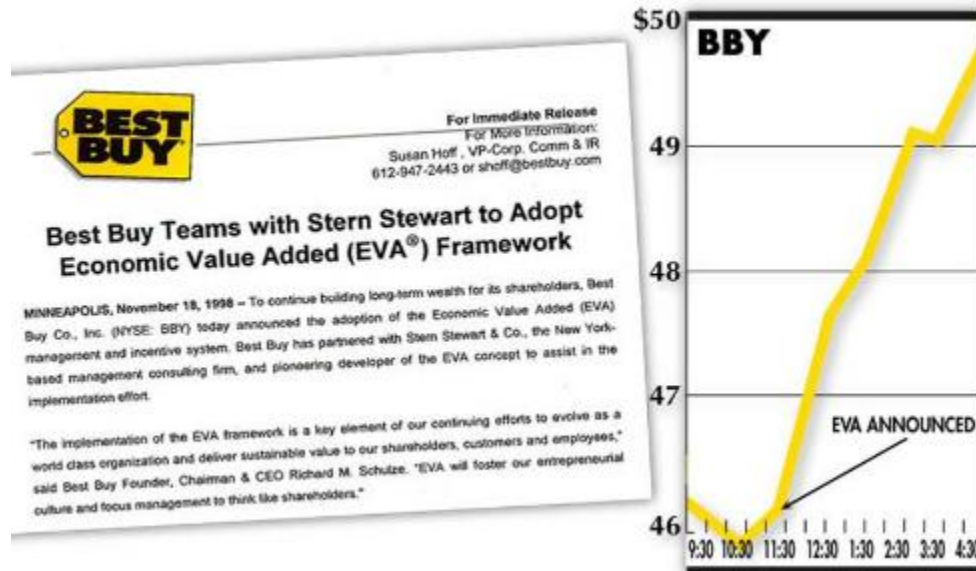 BEST
BUY
For Immediate Release
For More Information:
Susan Hoff , VP-Corp. Comm & IR
612-947-2443 or shoff@bestbuy.com
Best Buy Teams with Stern Stewart to Adopt
Economic Value Added (EVA®) Framework
MINNEAPOLIS, November 18, 1998 – To continue building long-term wealth for its shareholders, Best
Buy Co., Inc. (NYSE: BBY) today announced the adoption of the Economic Value Added (EVA)
management and incentive system. Best Buy has partnered with Stern Stewart & Co., the New York-
based management consulting firm, and pioneering developer of the EVA concept to assist in the
implementation effort.
"The implementation of the EVA framework is a key element of our continuing efforts to evolve as a
world class organization and deliver sustainable value to our shareholders, customers and employees,"
said Best Buy Founder, Chairman & CEO Richard M. Schulze. "EVA will foster our entrepreneurial
culture and focus management to think like shareholders."
$50
BBY
49
48
47
EVA ANNOUNCED
46
9:30 10:30 11:30 12:30 1:30 2:30 3:30 4:30